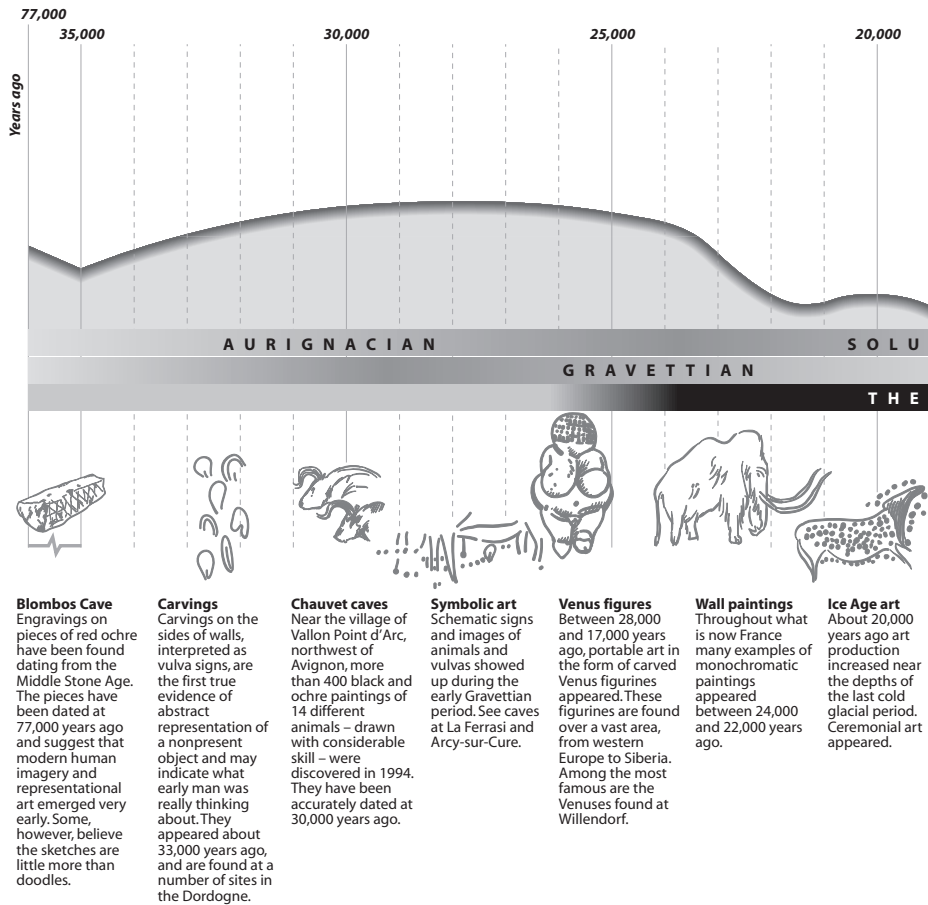 77,000
35,000
30,000
25,000
20,000
Years ago
AURIGNACIAN
SOLU
GRAVETTIAN
THE
Blombos Cave
Engravings on
pieces of red ochre
have been found
dating from the
Middle Stone Age.
The pieces have
been dated at
77,000 years ago
and suggest that
modern human
imagery and
representational
art emerged very
early. Some,
however, believe
the sketches are
little more than
doodles.
Carvings
Carvings on the
sides of walls,
interpreted as
vulva signs, are
the first true
evidence of
abstract
representation of
a nonpresent
object and may
indicate what
early man was
really thinking
about. They
appeared about
33,000 years ago,
and are found at a
number of sites in
the Dordogne.
Chauvet caves
Near the village of
Vallon Point d’Arc,
northwest of
Avignon, more
than 400 black and
ochre paintings of
14 different
animals – drawn
with considerable
skill – were
discovered in 1994.
They have been
accurately dated at
30,000 years ago.
Symbolic art
Schematic signs
and images of
animals and
vulvas showed
up during the
early Gravettian
period. See caves
at La Ferrasi and
Arcy-sur-Cure.
Venus figures
Between 28,000
and 17,000 years
ago, portable art in
the form of carved
Venus figurines
appeared. These
figurines are found
over a vast area,
from western
Europe to Siberia.
Among the most
famous are the
Venuses found at
Willendorf.
Wall paintings
Throughout what
is now France
many examples of
monochromatic
paintings
appeared
between 24,000
and 22,000 years
ago.
Ice Age art
About 20,000
years ago art
production
increased near
the depths of
the last cold
glacial period.
Ceremonial art
appeared.